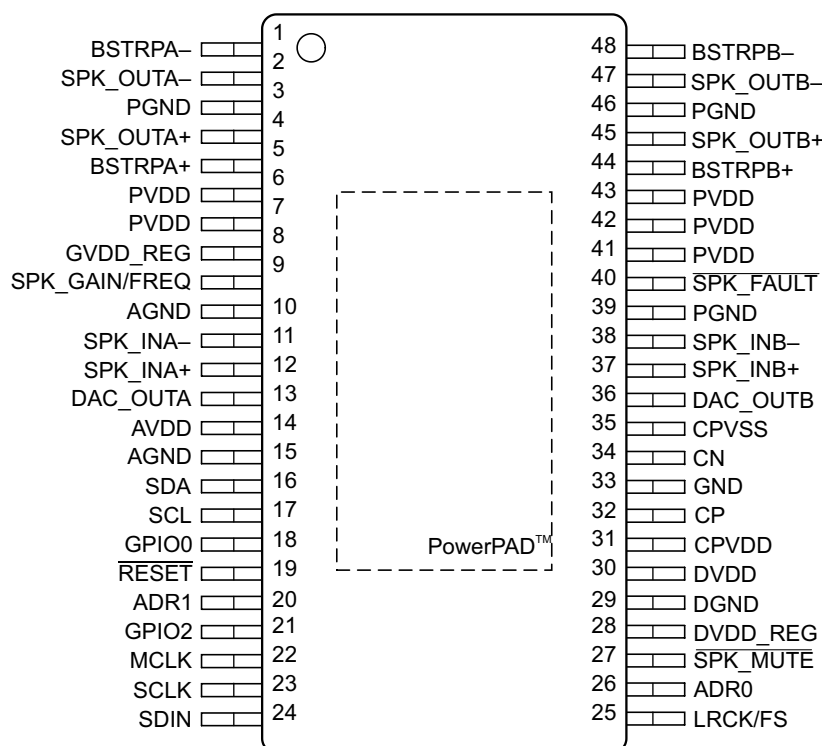 BSTRPA– 1
SPK_OUTA– 2
PGND 3
SPK_OUTA+ 4
BSTRPA+ 5
PVDD 6
PVDD 7
GVDD_REG 8
SPK_GAIN/FREQ 9
AGND 10
SPK_INA– 11
SPK_INA+ 12
DAC_OUTA 13
AVDD 14
AGND 15
SDA 16
SCL 17
GPIO0 18
RESET 19
ADR1 20
GPIO2 21
MCLK 22
SCLK 23
SDIN 24
PowerPAD™
48 BSTRPB–
47 SPK_OUTB–
46 PGND
45 SPK_OUTB+
44 BSTRPB+
43 PVDD
42 PVDD
41 PVDD
40 SPK_FAULT
39 PGND
38 SPK_INB–
37 SPK_INB+
36 DAC_OUTB
35 CPVSS
34 CN
33 GND
32 CP
31 CPVDD
30 DVDD
29 DGND
28 DVDD_REG
27 SPK_MUTE
26 ADR0
25 LRCK/FS